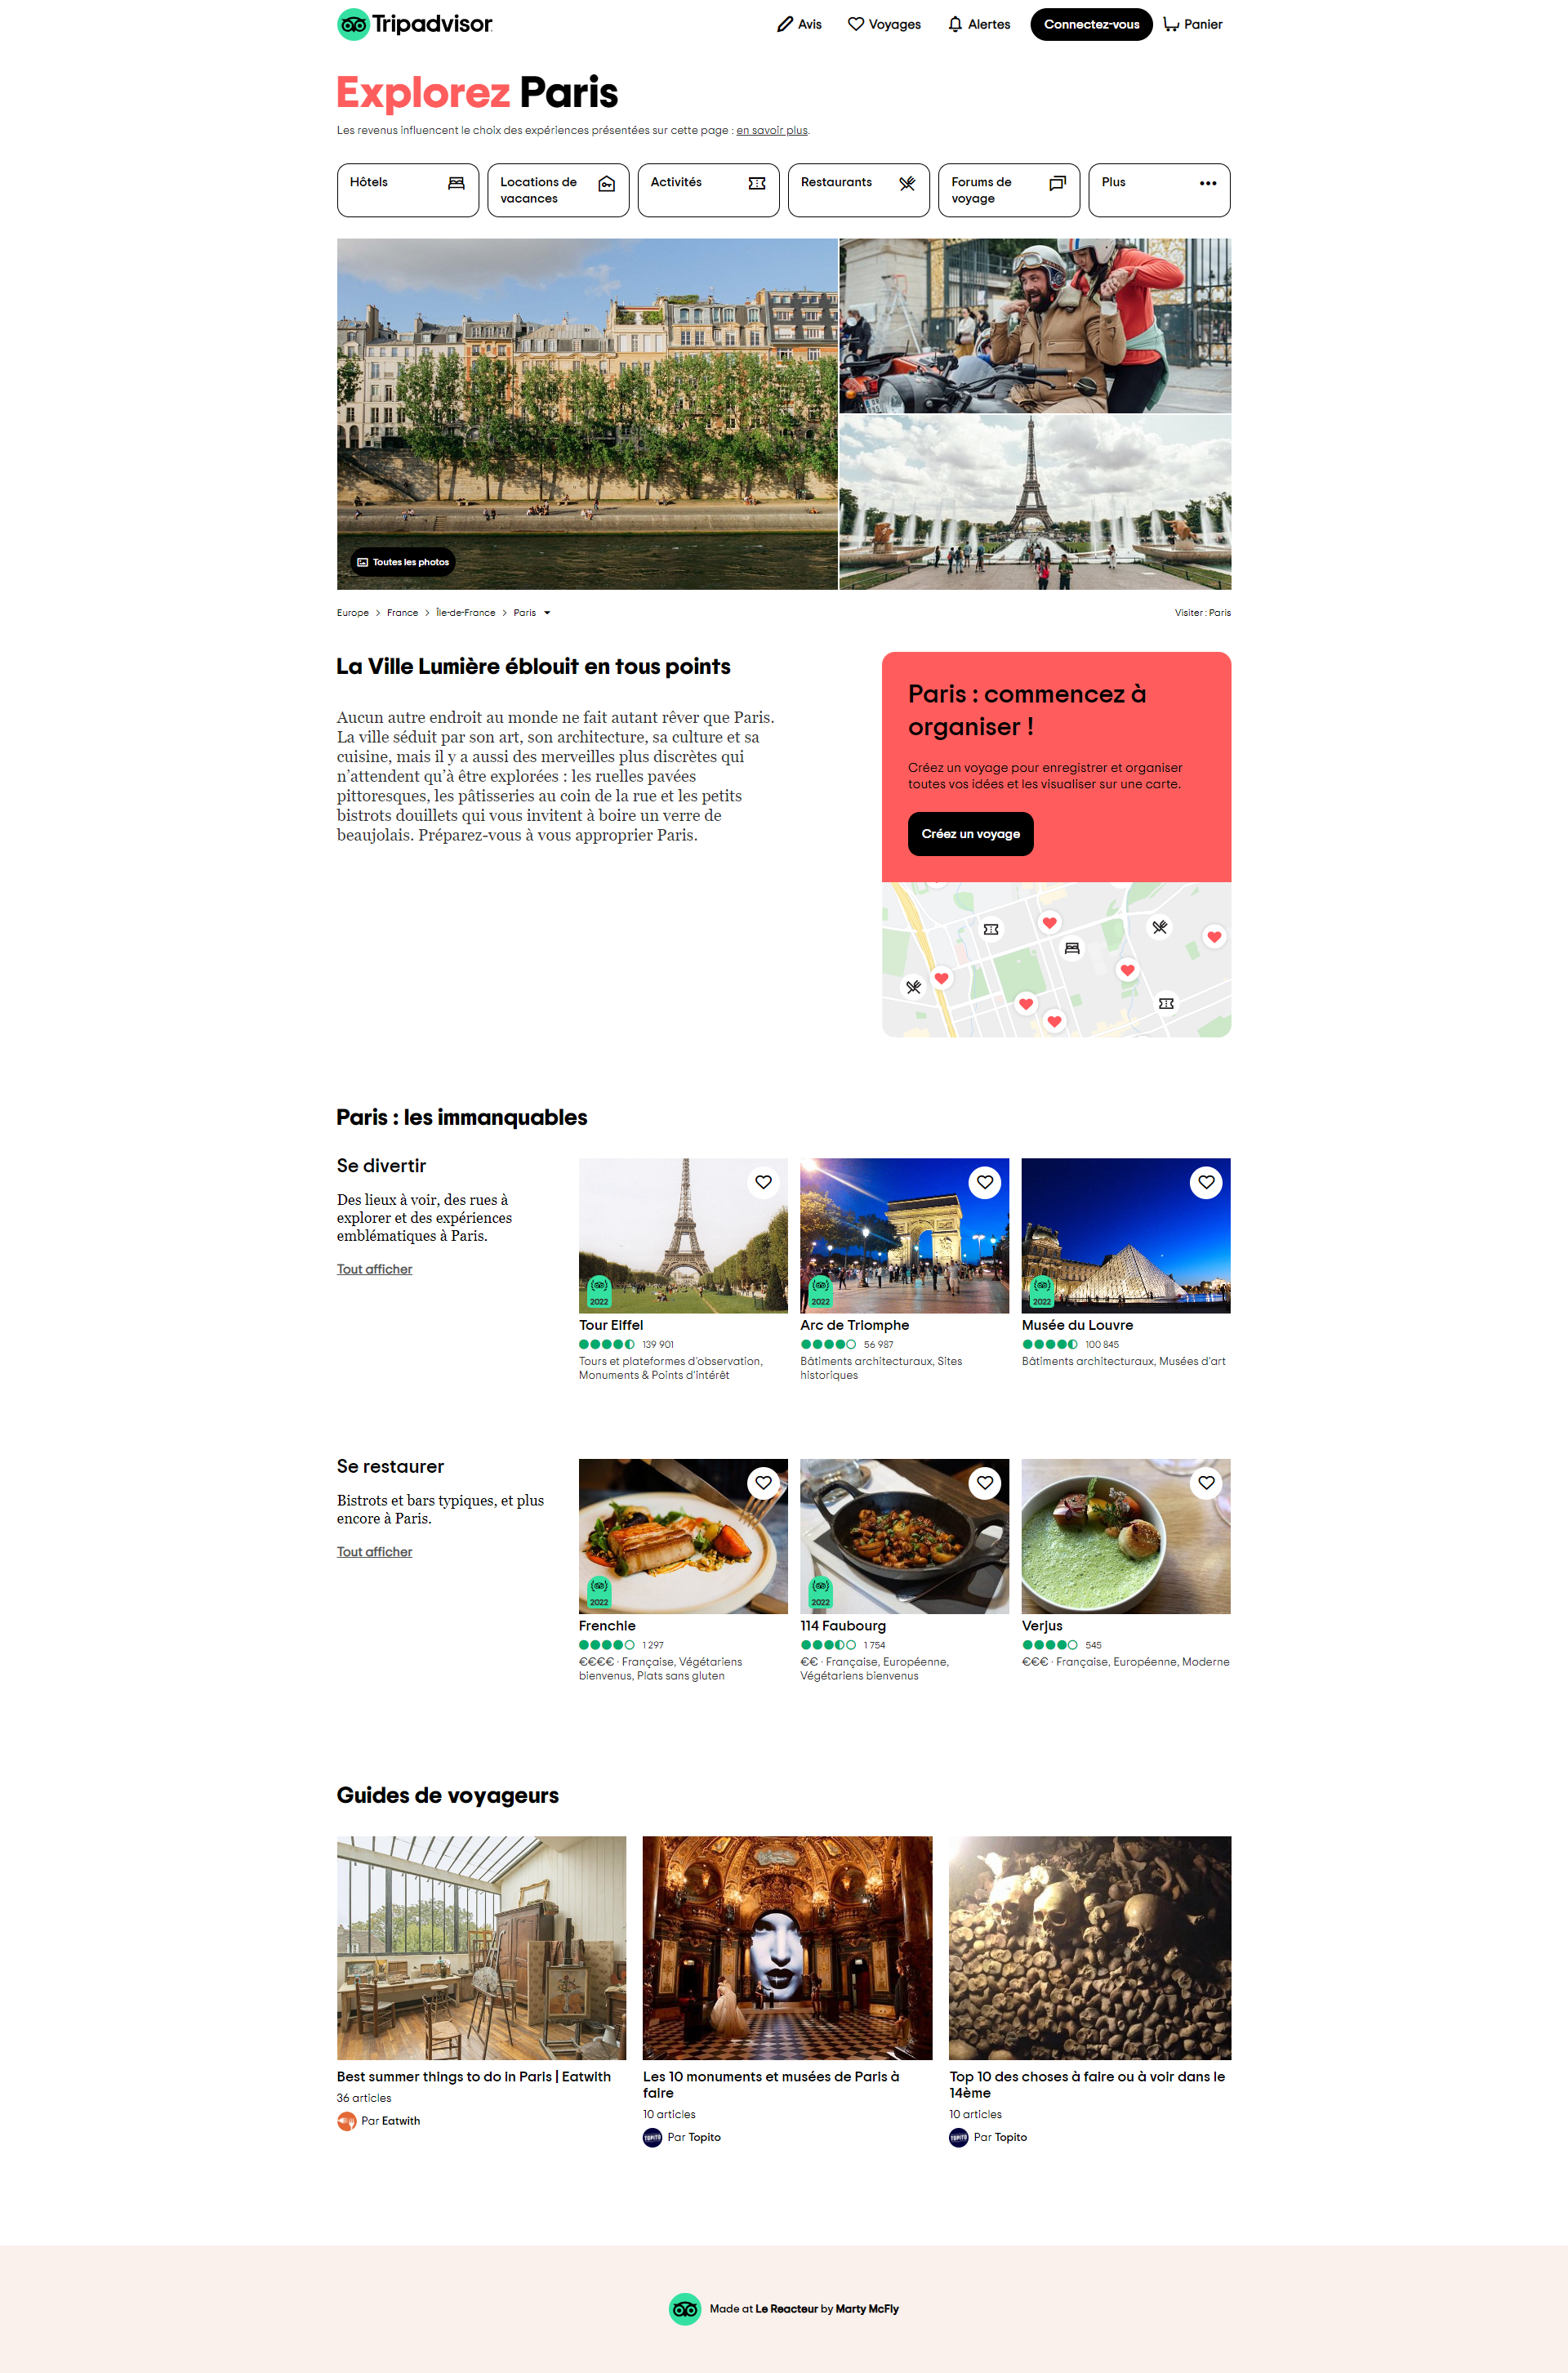 Tripadvisor
Avis
Voyages
Alertes
Connectez-vous
Panier
Explorez Paris
Les revenus influencent le choix des expériences présentées sur cette page : en savoir plus.
Hôtels
Locations de
vacances
Activités
Restaurants
Forums de
voyage
Plus
Toutes les photos
Europe > France > Île-de-France > Paris
Visiter : Paris
La Ville Lumière éblouit en tous points
Aucun autre endroit au monde ne fait autant rêver que Paris.
La ville séduit par son art, son architecture, sa culture et sa
cuisine, mais il y a aussi des merveilles plus discrètes qui
n’attendent qu’à être explorées : les ruelles pavées
pittoresques, les pâtisseries au coin de la rue et les petits
bistrots douillets qui vous invitent à boire un verre de
beaujolais. Préparez-vous à vous approprier Paris.
Paris : commencez à
organiser !
Créez un voyage pour enregistrer et organiser
toutes vos idées et les visualiser sur une carte.
Créez un voyage
Paris : les immanquables
Se divertir
Des lieux à voir, des rues à
explorer et des expériences
emblématiques à Paris.
Tout afficher
2022
Tour Eiffel
139 901
Tours et plateformes d’observation,
Monuments & Points d’intérêt
2022
Arc de Triomphe
56 987
Bâtiments architecturaux, Sites
historiques
2022
Musée du Louvre
100 845
Bâtiments architecturaux, Musées d’art
Se restaurer
Bistrots et bars typiques, et plus
encore à Paris.
Tout afficher
2022
Frenchie
1 297
€€€€ · Française, Végétariens
bienvenus, Plats sans gluten
2022
114 Faubourg
1 754
€€ · Française, Européenne,
Végétariens bienvenus
Verjus
545
€€€ · Française, Européenne, Moderne
Guides de voyageurs
Best summer things to do in Paris | Eatwith
36 articles
Par Eatwith
Les 10 monuments et musées de Paris à
faire
10 articles
TOPITO
Par Topito
Top 10 des choses à faire ou à voir dans le
14ème
10 articles
TOPITO
Par Topito
Made at Le Reacteur by Marty McFly